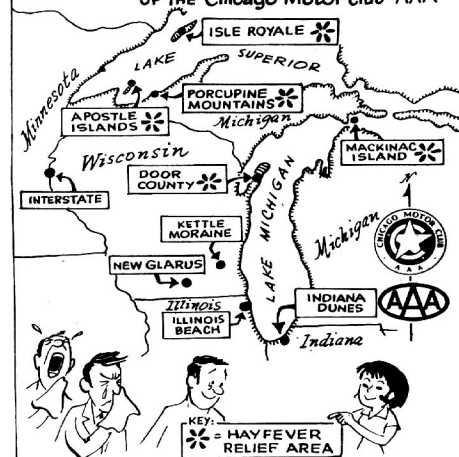 OF THE Chicago Motor Club AAA
ISLE ROYALE
LAKE SUPERIOR
Minnesota
PORCUPINE
MOUNTAINS
APOSTLE
ISLANDS
Michigan
MACKINAC
ISLAND
Wisconsin
DOOR
COUNTY
INTERSTATE
LAKE MICHIGAN
Michigan
N
KETTLE
MORAINE
CHICAGO MOTOR CLUB
A A A
NEW GLARUS
AAA
Illinois
ILLINOIS
BEACH
INDIANA
DUNES
Indiana
KEY:
= HAYFEVER
RELIEF AREA